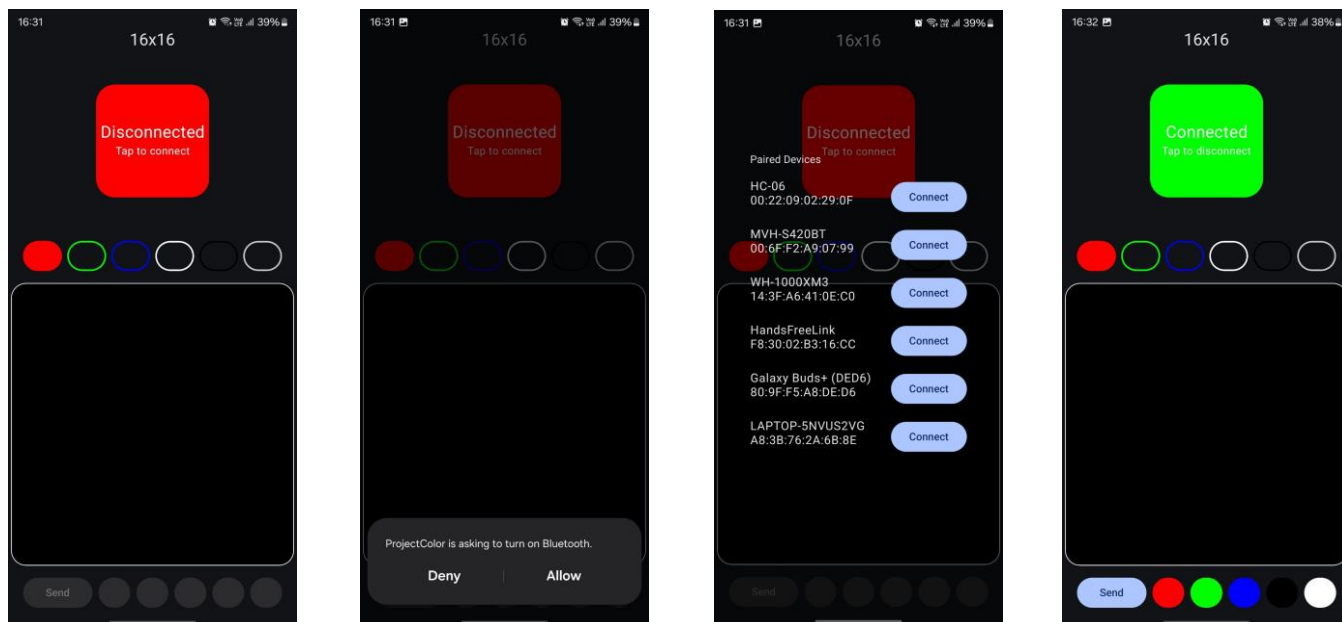 16:31
39%
16x16
Disconnected
Tap to connect
Send
16:31
39%
16x16
Disconnected
Tap to connect
ProjectColor is asking to turn on Bluetooth.
Deny
Allow
16:31
39%
16x16
Disconnected
Tap to connect
Paired Devices
HC-06
00:22:09:02:29:0F
Connect
MVH-S420BT
00:6F:F2:A9:07:99
Connect
WH-1000XM3
14:3F:A6:41:0E:C0
Connect
HandsFreeLink
F8:30:02:B3:16:CC
Connect
Galaxy Buds+ (DED6)
80:9F:F5:A8:DE:D6
Connect
LAPTOP-5NVUS2VG
A8:3B:76:2A:6B:8E
Connect
Send
16:32
38%
16x16
Connected
Tap to disconnect
Send